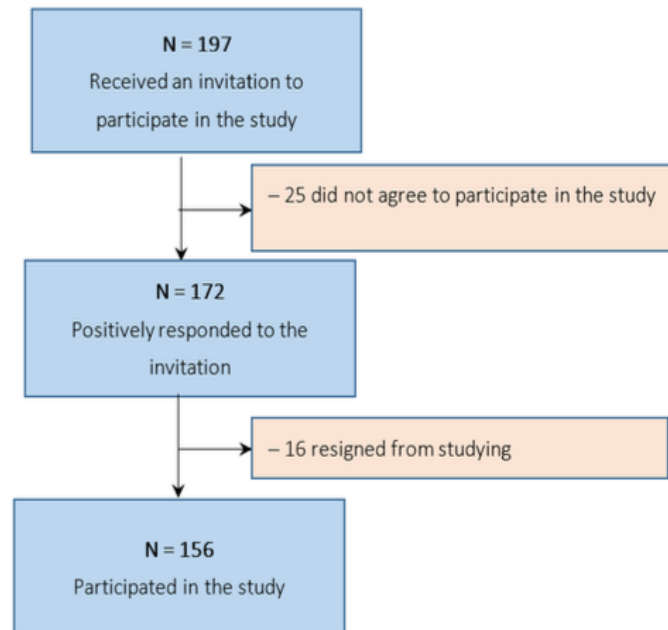 N = 197
Received an invitation to
participate in the study
– 25 did not agree to participate in the study
N = 172
Positively responded to the
invitation
– 16 resigned from studying
N = 156
Participated in the study